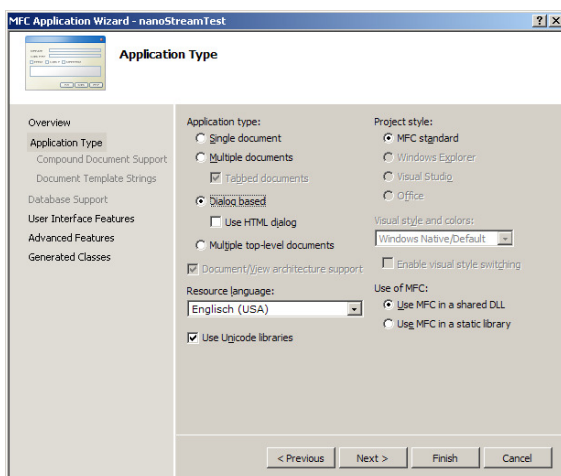 MFC Application Wizard - nanoStreamTest
Application Type
Overview
Application Type
Compound Document Support
Document Template Strings
Database Support
User Interface Features
Advanced Features
Generated Classes
Application type:
Single document
Multiple documents
Tabbed documents
Dialog based
Use HTML dialog
Multiple top-level documents
Document/View architecture support
Resource language:
Englisch (USA)
Use Unicode libraries
Project style:
MFC standard
Windows Explorer
Visual Studio
Office
Visual style and colors:
Windows Native/Default
Enable visual style switching
Use of MFC:
Use MFC in a shared DLL
Use MFC in a static library
< Previous
Next >
Finish
Cancel